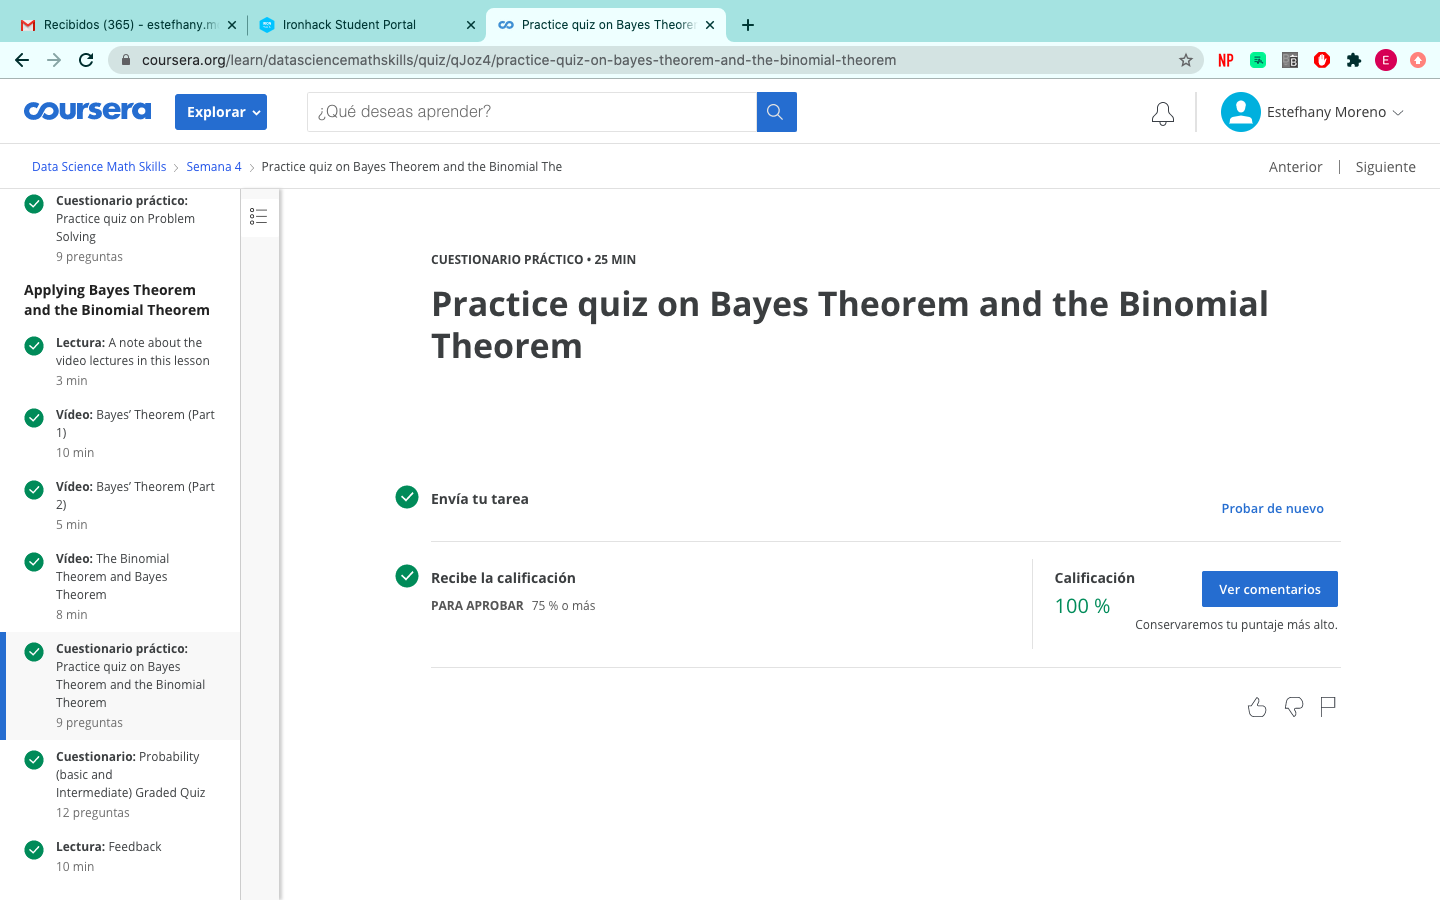 Recibidos (365) - estefhany.m
Ironhack Student Portal
Practice quiz on Bayes Theorem
coursera.org/learn/datasciencemathskills/quiz/qJoz4/practice-quiz-on-bayes-theorem-and-the-binomial-theorem
NP
E
coursera
Explorar
¿Qué deseas aprender?
Estefhany Moreno
Data Science Math Skills
Semana 4
Practice quiz on Bayes Theorem and the Binomial The
Anterior
Siguiente
Cuestionario práctico:
Practice quiz on Problem
Solving
9 preguntas
Applying Bayes Theorem
and the Binomial Theorem
Lectura: A note about the
video lectures in this lesson
3 min
Vídeo: Bayes’ Theorem (Part
1)
10 min
Vídeo: Bayes’ Theorem (Part
2)
5 min
Vídeo: The Binomial
Theorem and Bayes
Theorem
8 min
Cuestionario práctico:
Practice quiz on Bayes
Theorem and the Binomial
Theorem
9 preguntas
Cuestionario: Probability
(basic and
Intermediate) Graded Quiz
12 preguntas
Lectura: Feedback
10 min
CUESTIONARIO PRÁCTICO • 25 MIN
Practice quiz on Bayes Theorem and the Binomial
Theorem
Envía tu tarea
Probar de nuevo
Recibe la calificación
PARA APROBAR 75 % o más
Calificación
100 %
Ver comentarios
Conservaremos tu puntaje más alto.